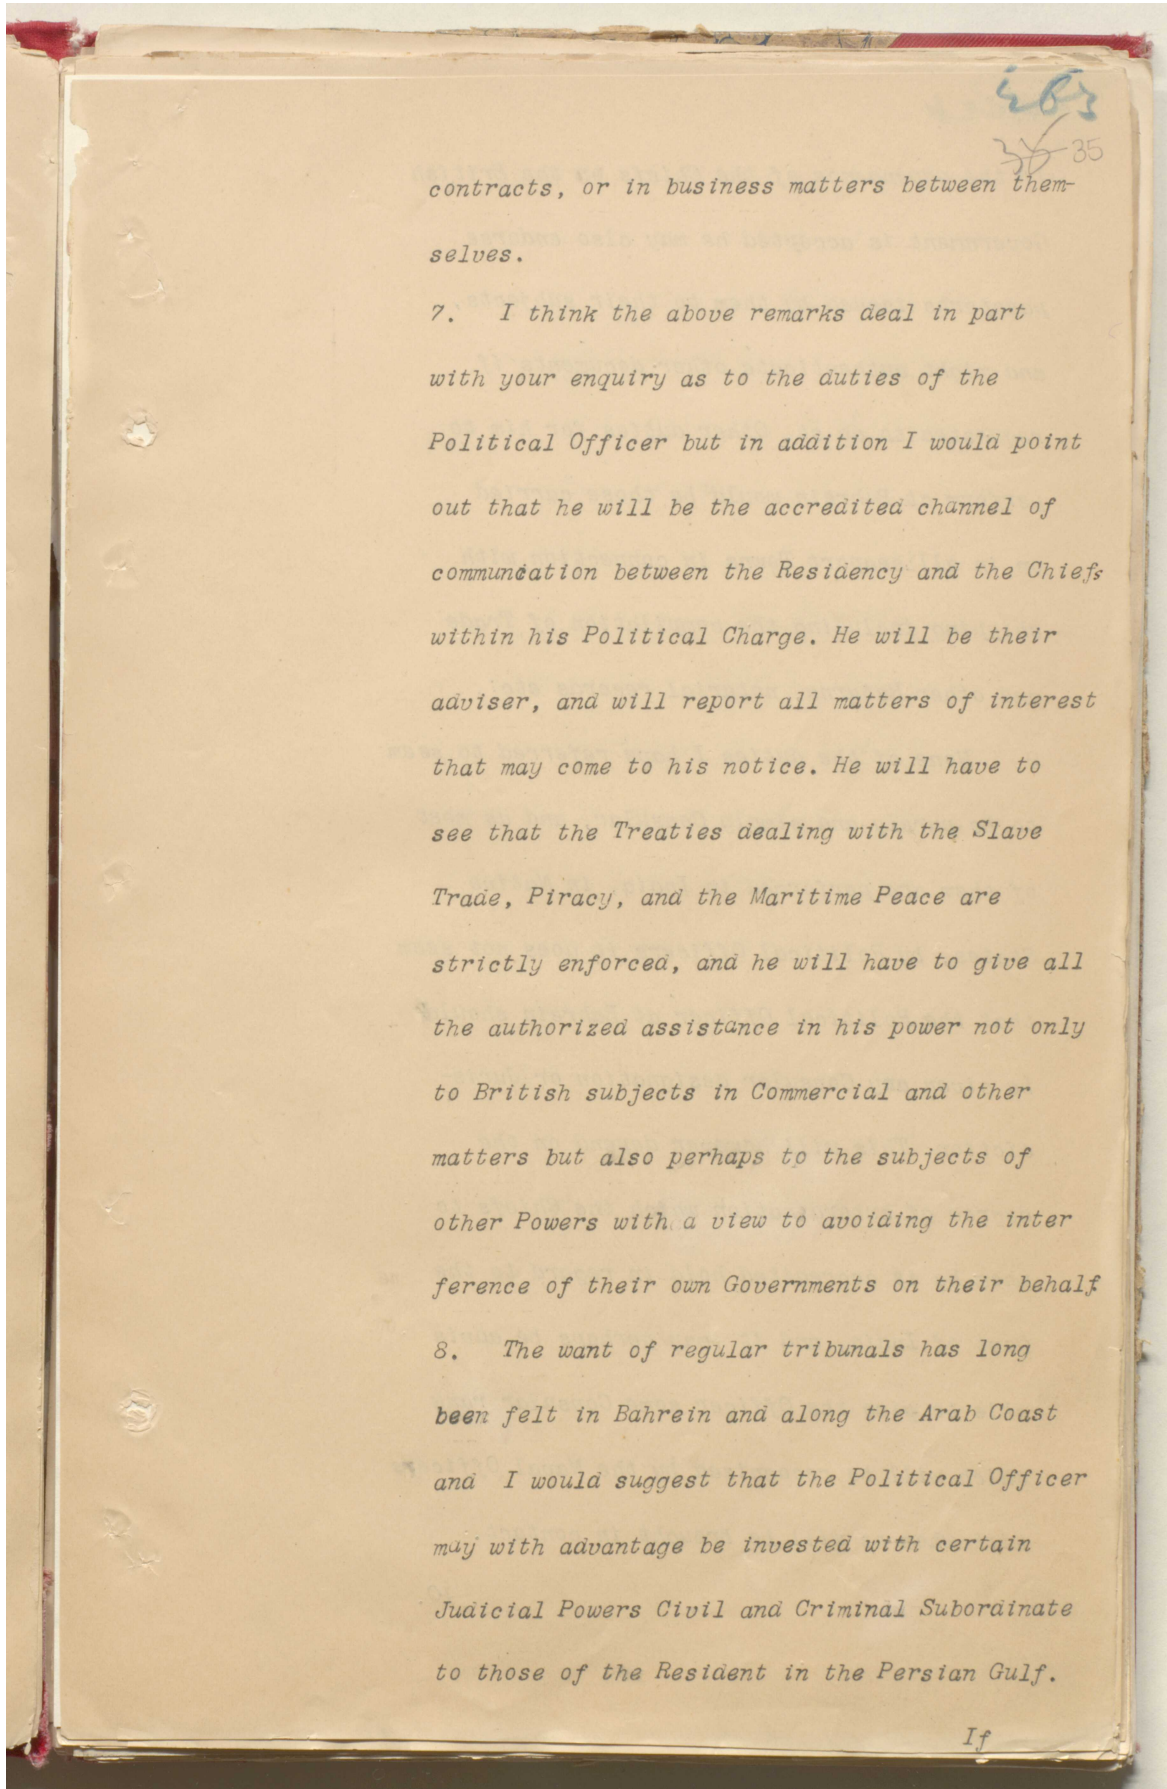 263
34 35
contracts, or in business matters between them-
selves.
7. I think the above remarks deal in part
with your enquiry as to the duties of the
Political Officer but in addition I would point
out that he will be the accredited channel of
communcation between the Residency and the Chiefs
within his Political Charge. He will be their
adviser, and will report all matters of interest
that may come to his notice. He will have to
see that the Treaties dealing with the Slave
Trade, Piracy, and the Maritime Peace are
strictly enforced, and he will have to give all
the authorized assistance in his power not only
to British subjects in Commercial and other
matters but also perhaps to the subjects of
other Powers with a view to avoiding the inter
ference of their own Governments on their behalf.
8. The want of regular tribunals has long
been felt in Bahrein and along the Arab Coast
and I would suggest that the Political Officer
may with advantage be invested with certain
Judicial Powers Civil and Criminal Subordinate
to those of the Resident in the Persian Gulf.
If